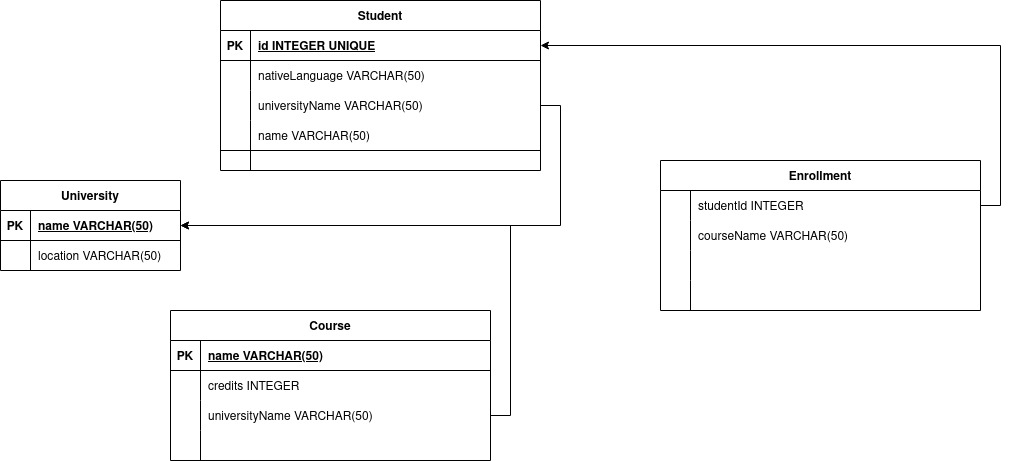 Student
PK id INTEGER UNIQUE
nativeLanguage VARCHAR(50)
universityName VARCHAR(50)
name VARCHAR(50)
University
PK name VARCHAR(50)
location VARCHAR(50)
Enrollment
studentId INTEGER
courseName VARCHAR(50)
Course
PK name VARCHAR(50)
credits INTEGER
universityName VARCHAR(50)